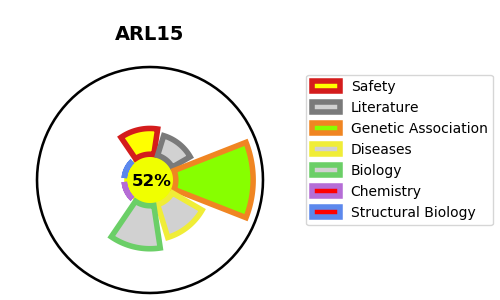 ARL15
52%
Safety
Literature
Genetic Association
Diseases
Biology
Chemistry
Structural Biology